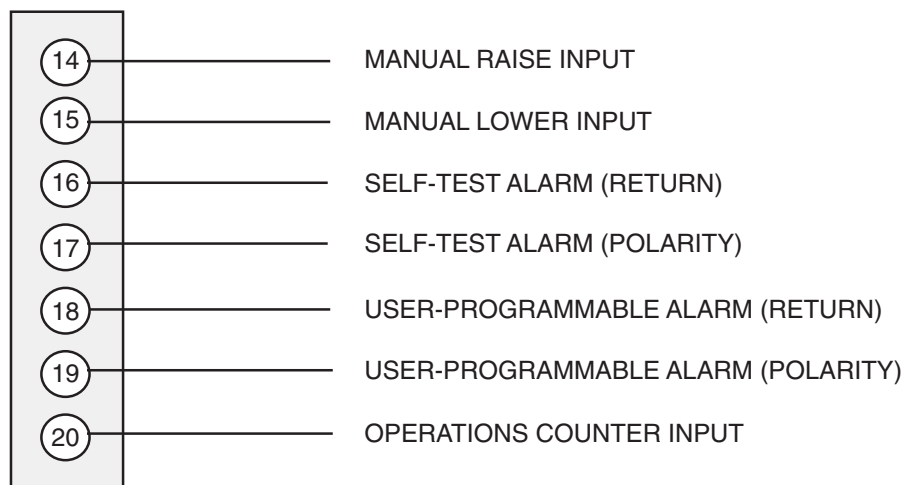 14 MANUAL RAISE INPUT
15 MANUAL LOWER INPUT
16 SELF-TEST ALARM (RETURN)
17 SELF-TEST ALARM (POLARITY)
18 USER-PROGRAMMABLE ALARM (RETURN)
19 USER-PROGRAMMABLE ALARM (POLARITY)
20 OPERATIONS COUNTER INPUT